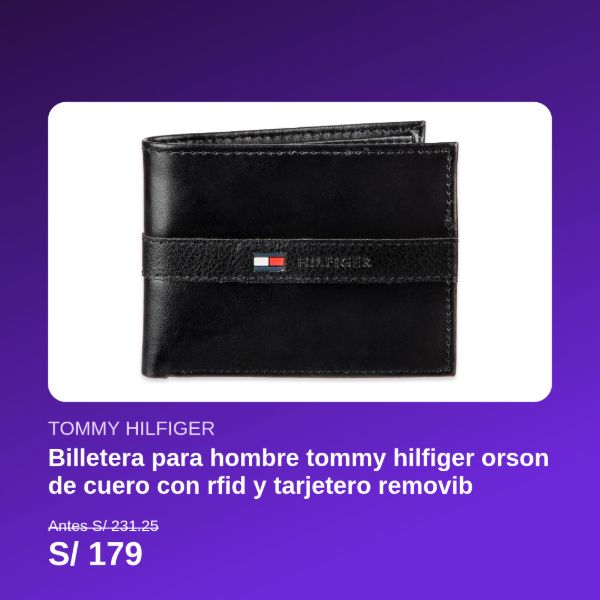 HILFIGER
TOMMY HILFIGER
Billetera para hombre tommy hilfiger orson
de cuero con rfid y tarjetero removib
Antes S/ 231.25
S/ 179